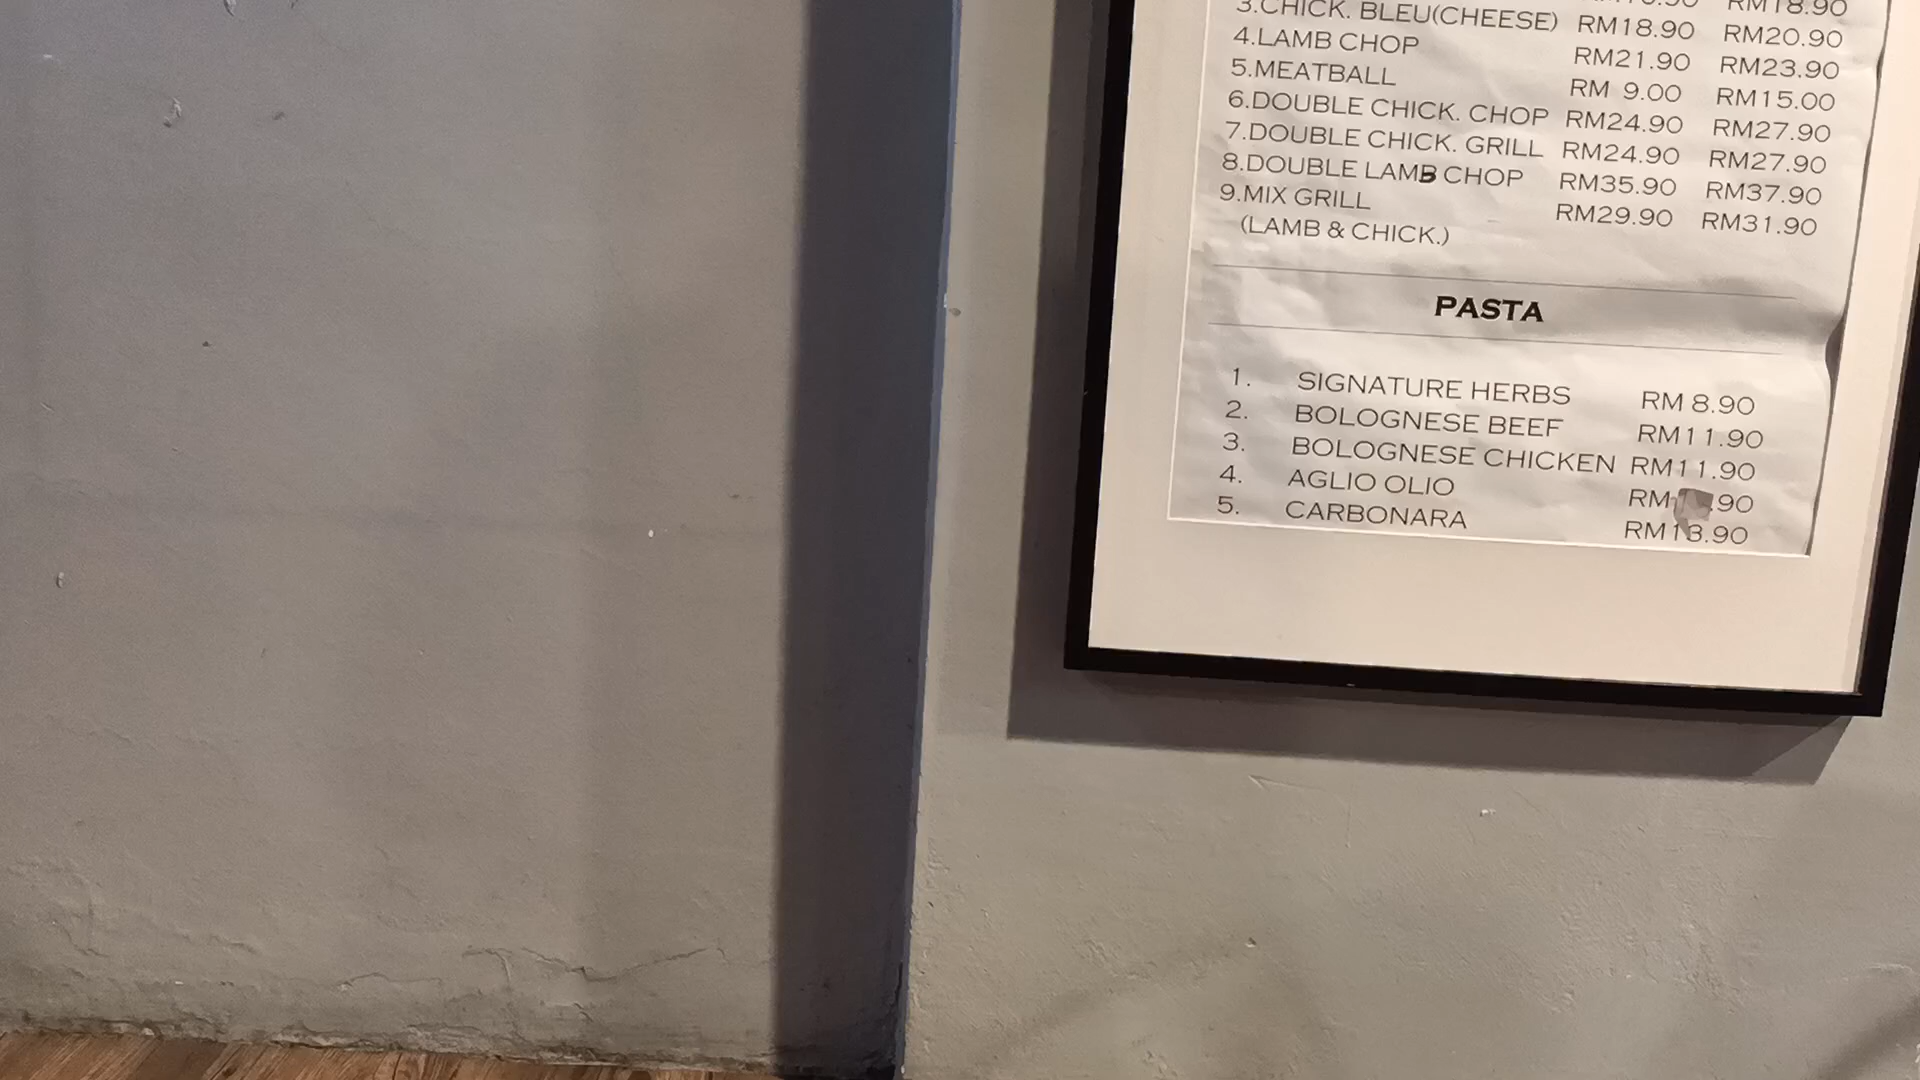 RM18.90
3.CHICK. BLEU(CHEESE) RM18.90 RM20.90
4.LAMB CHOP RM21.90 RM23.90
5.MEATBALL RM 9.00 RM15.00
6.DOUBLE CHICK. CHOP RM24.90 RM27.90
7.DOUBLE CHICK. GRILL RM24.90 RM27.90
8.DOUBLE LAMB CHOP RM35.90 RM37.90
9.MIX GRILL RM29.90 RM31.90
(LAMB & CHICK.)
PASTA
1. SIGNATURE HERBS RM 8.90
2. BOLOGNESE BEEF RM11.90
3. BOLOGNESE CHICKEN RM11.90
4. AGLIO OLIO
5. CARBONARA RM13.90